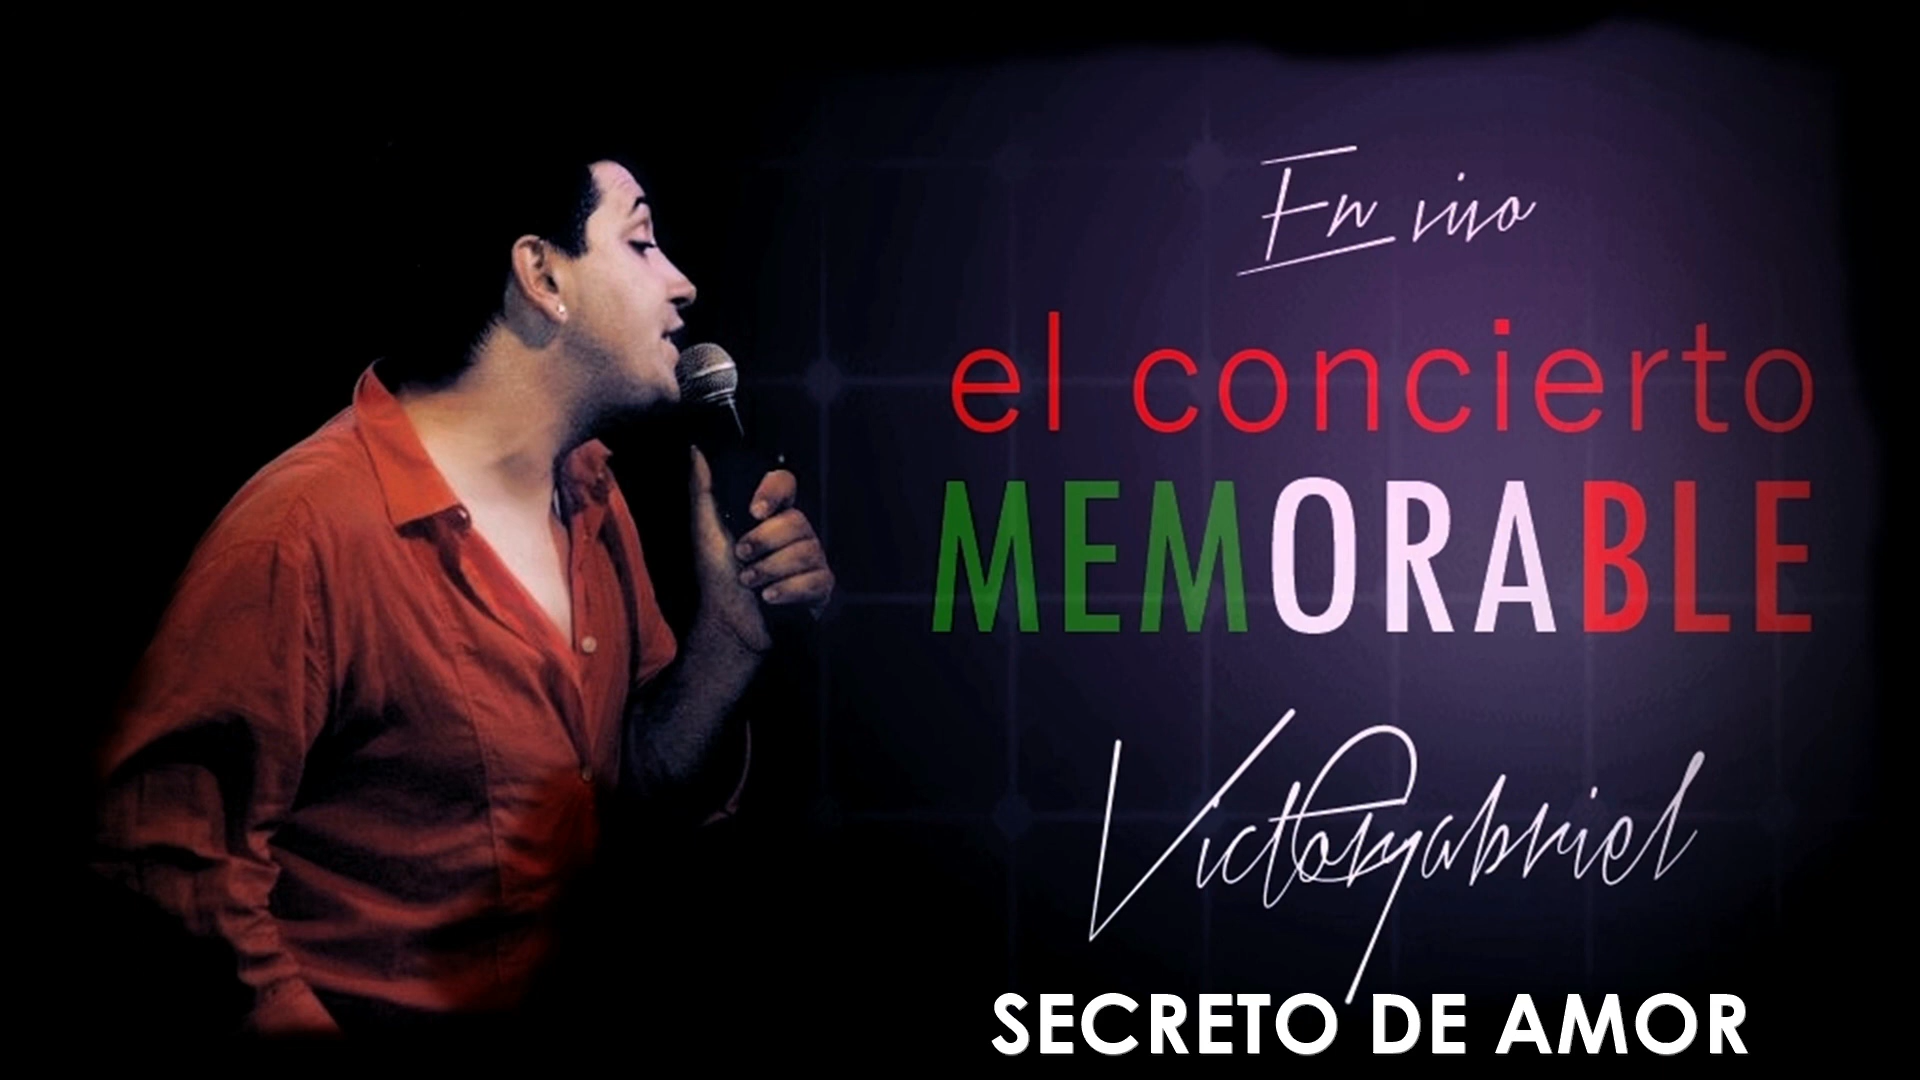 En vivo
el concierto
MEMORABLE
Victorgabriel
SECRETO DE AMOR